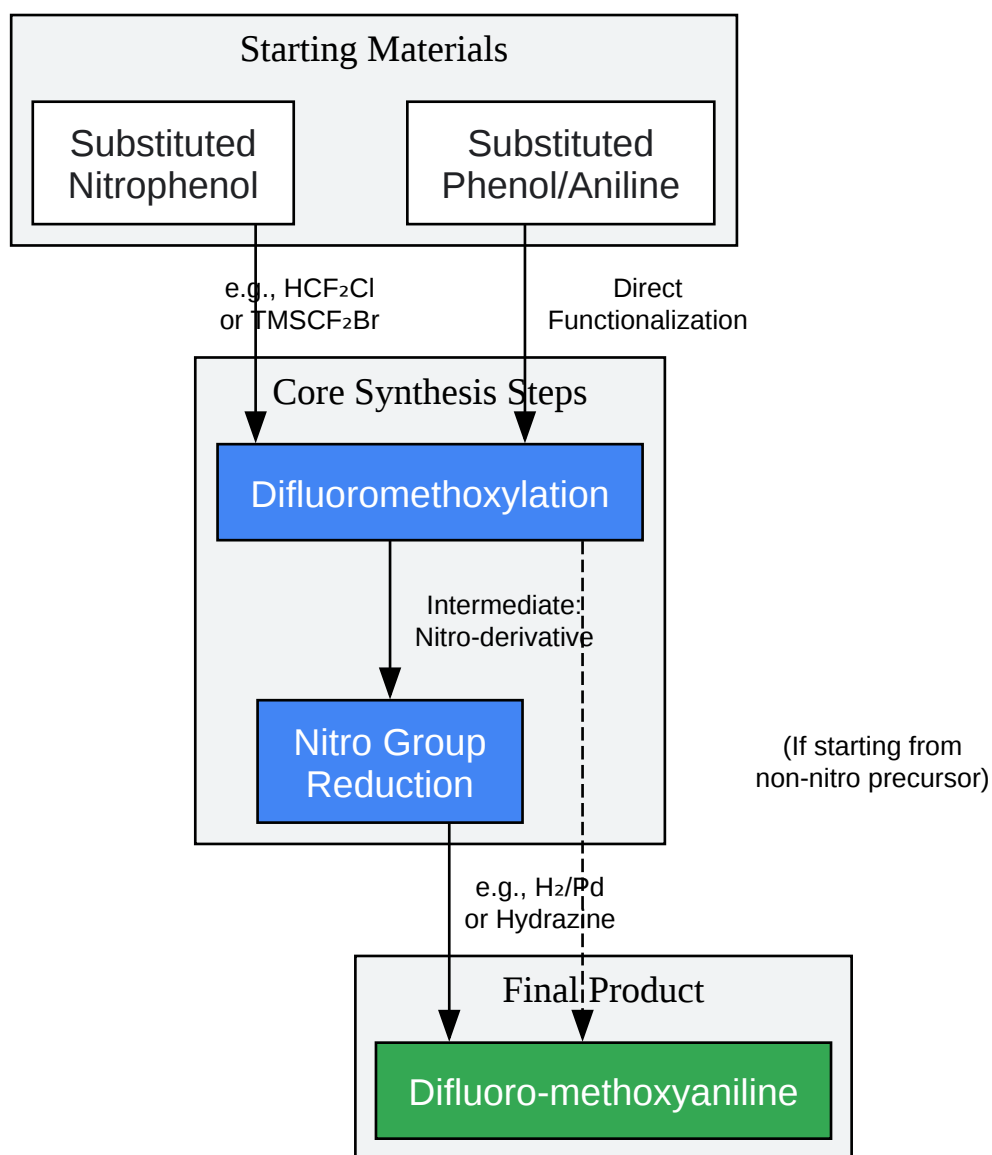 Starting Materials
Substituted
Nitrophenol
Substituted
Phenol/Aniline
e.g., HCF₂Cl
or TMSCF₂Br
Direct
Functionalization
Core Synthesis Steps
Difluoromethoxylation
Intermediate:
Nitro-derivative
Nitro Group
Reduction
(If starting from
non-nitro precursor)
e.g., H₂/Pd
or Hydrazine
Final Product
Difluoro-methoxyaniline